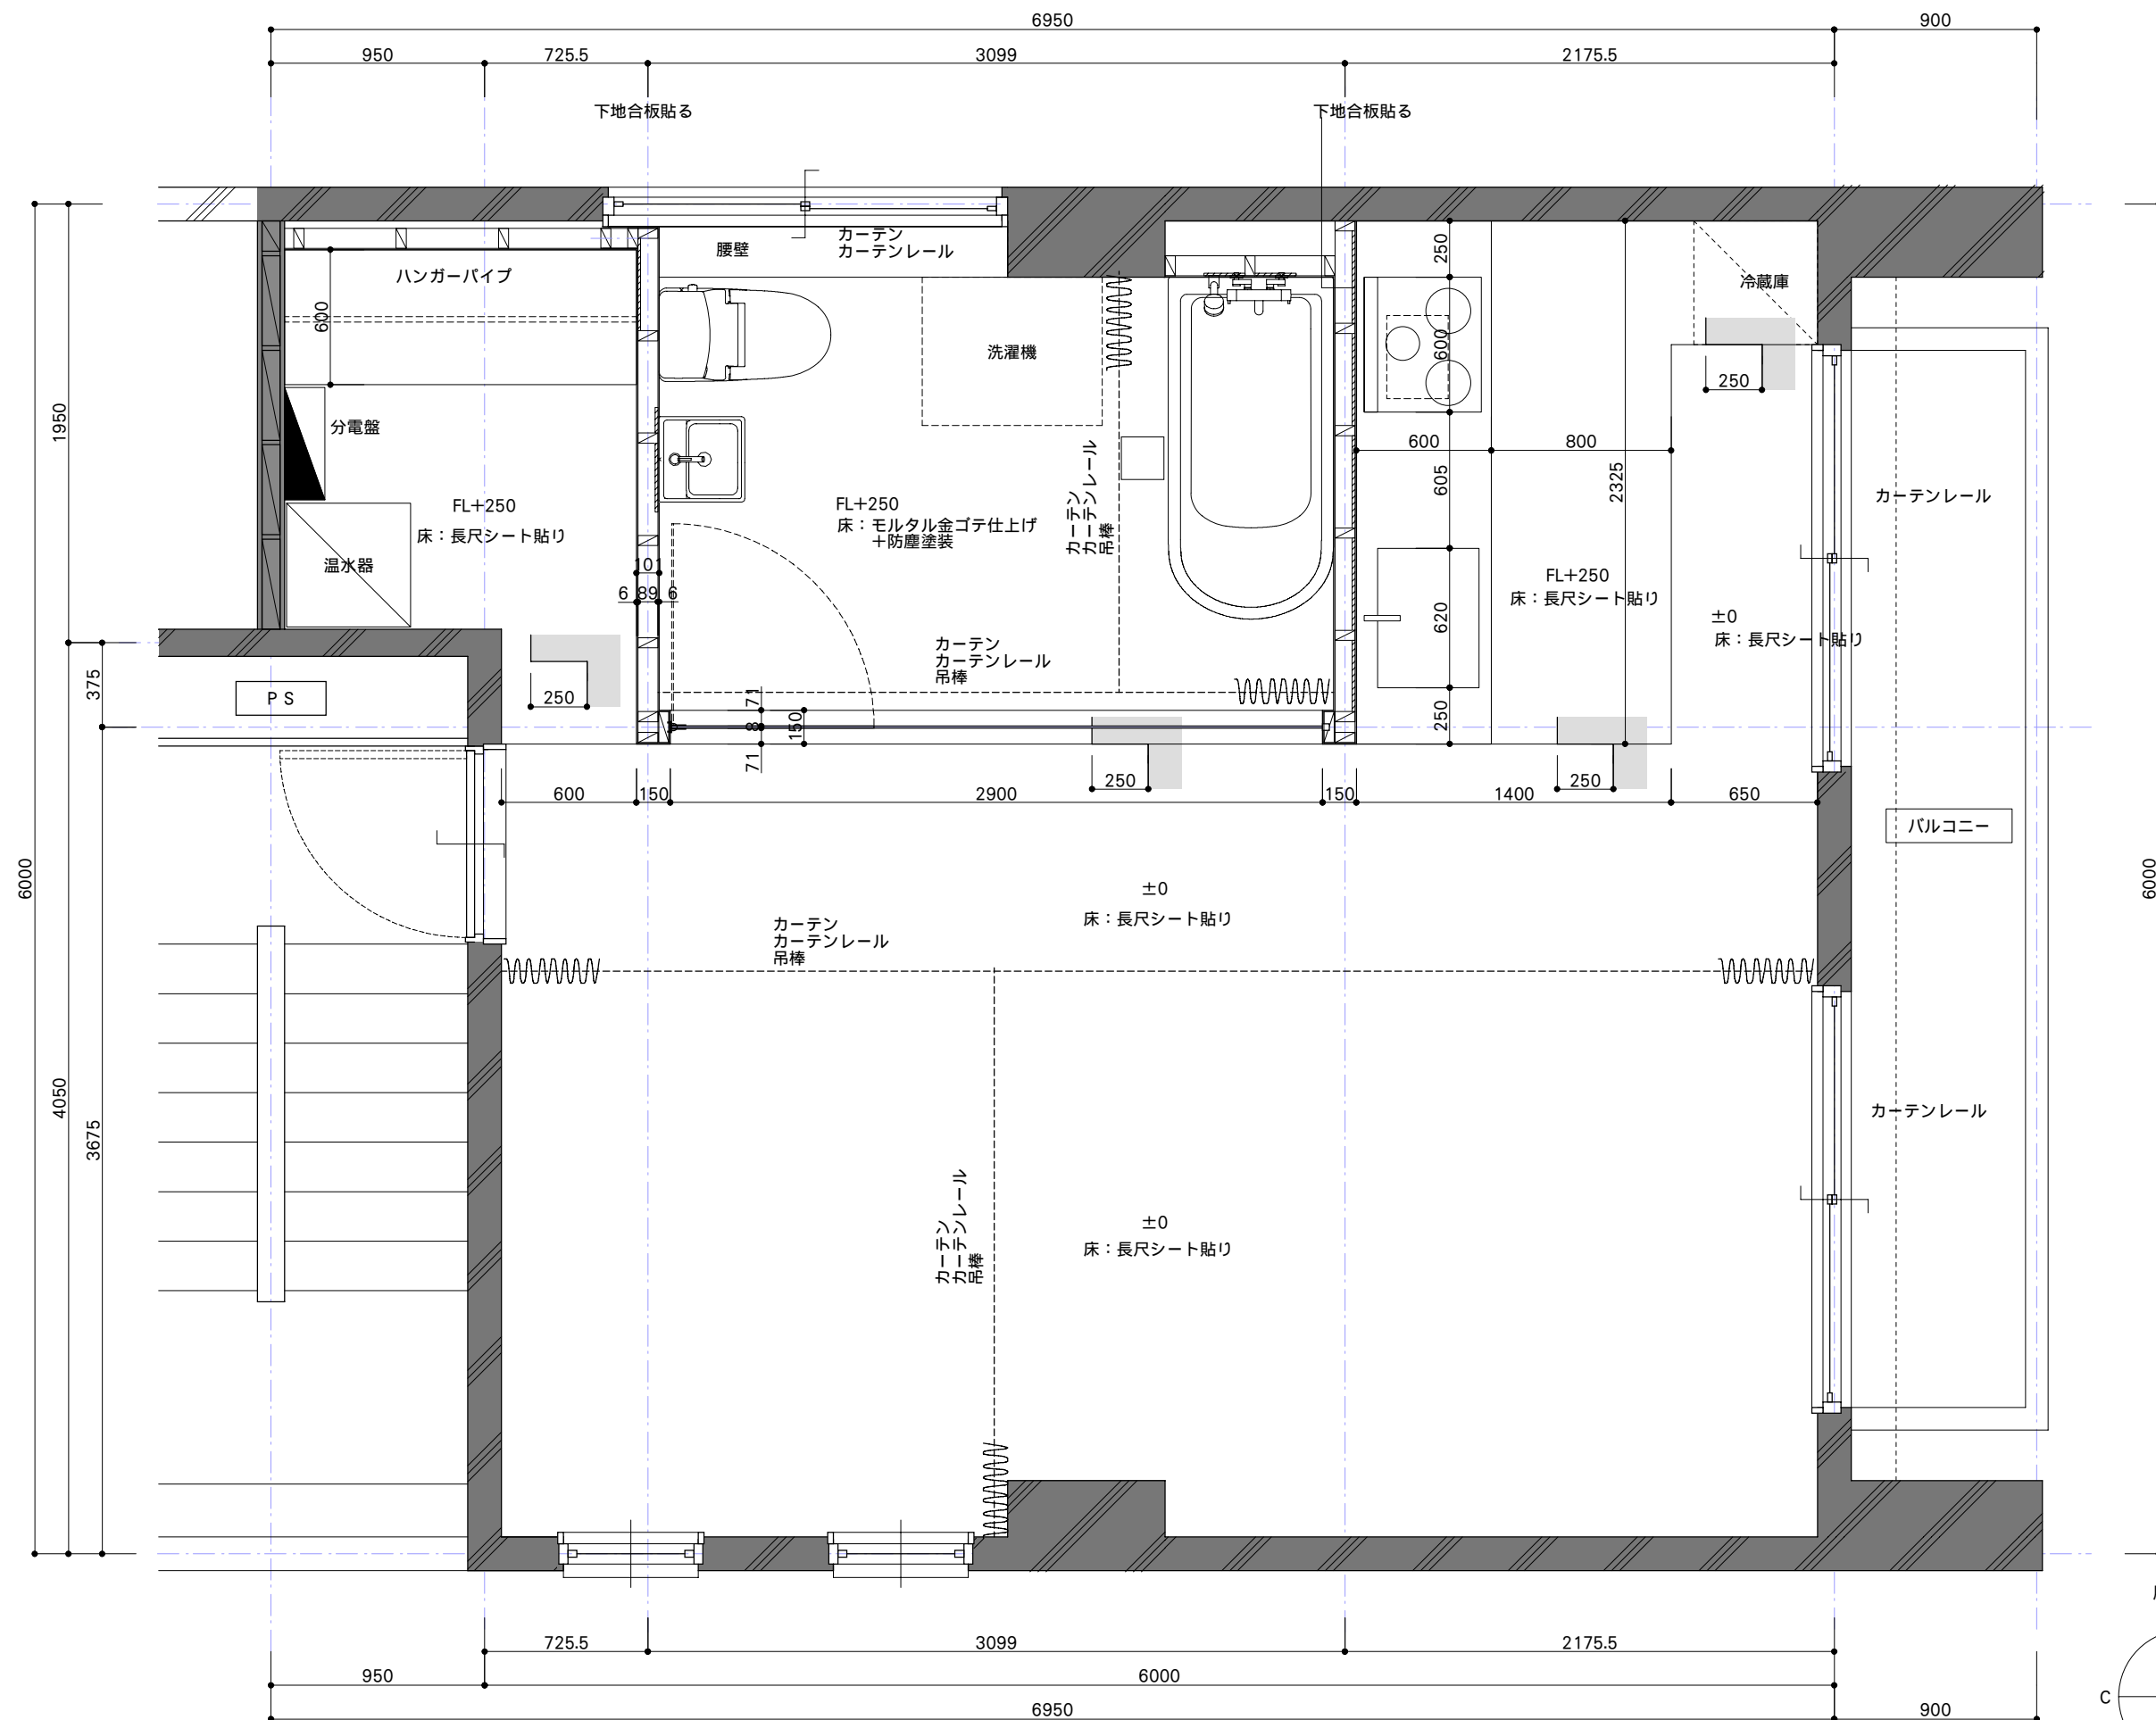 6950
900
950
725.5
3099
2175.5
下地合板貼る
下地合板貼る
腰壁
カーテン
カーテンレール
ハンガーパイプ
600
洗濯機
冷蔵庫
250
600
250
1950
分電盤
600
800
605
2325
カーテン
カーテンレール
吊棒
カーテンレール
FL+250
床：長尺シート貼り
FL+250
床：モルタル金ゴテ仕上げ
＋防塵塗装
温水器
101
6
89
6
FL+250
床：長尺シート貼り
620
±0
床：長尺シート貼り
カーテン
カーテンレール
吊棒
375
PS
250
71
8
150
71
250
250
250
600
150
2900
150
1400
650
バルコニー
6000
6000
±0
床：長尺シート貼り
カーテン
カーテンレール
吊棒
4050
3675
カーテンレール
カーテン
カーテンレール
吊棒
±0
床：長尺シート貼り
725.5
3099
2175.5
950
6000
C
6950
900